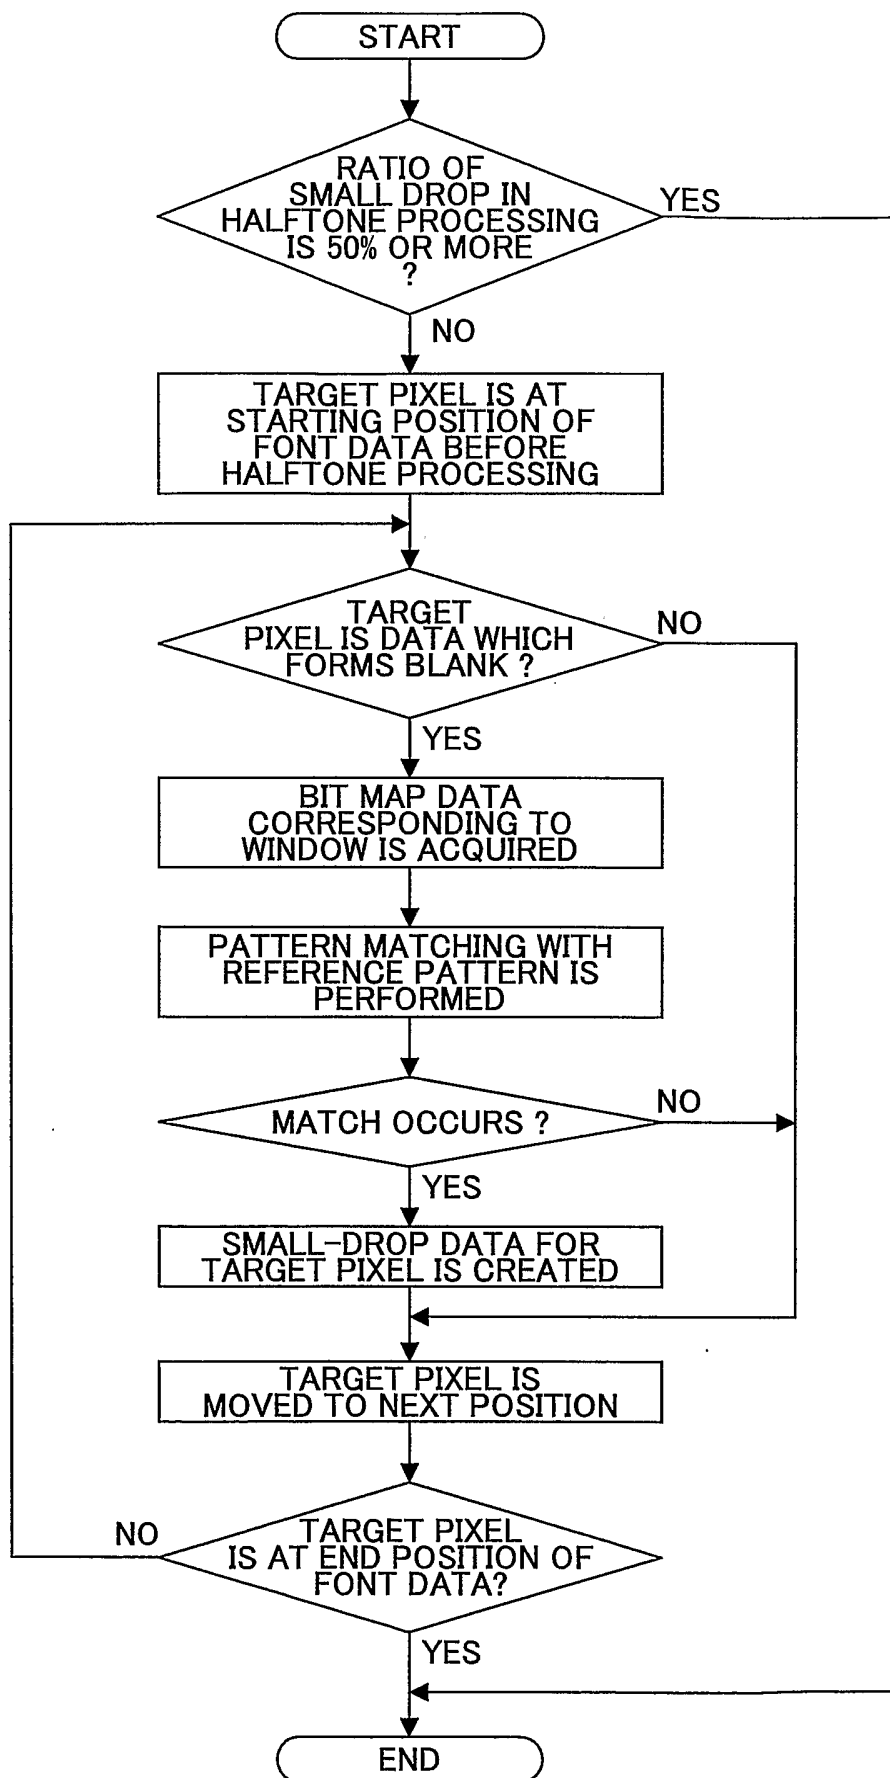 START
RATIO OF
SMALL DROP IN
HALFTONE PROCESSING
IS 50% OR MORE
?
YES
NO
TARGET PIXEL IS AT
STARTING POSITION OF
FONT DATA BEFORE
HALFTONE PROCESSING
TARGET
PIXEL IS DATA WHICH
FORMS BLANK ?
NO
YES
BIT MAP DATA
CORRESPONDING TO
WINDOW IS ACQUIRED
PATTERN MATCHING WITH
REFERENCE PATTERN IS
PERFORMED
MATCH OCCURS ?
NO
YES
SMALL-DROP DATA FOR
TARGET PIXEL IS CREATED
TARGET PIXEL IS
MOVED TO NEXT POSITION
TARGET PIXEL
IS AT END POSITION OF
FONT DATA?
NO
YES
END